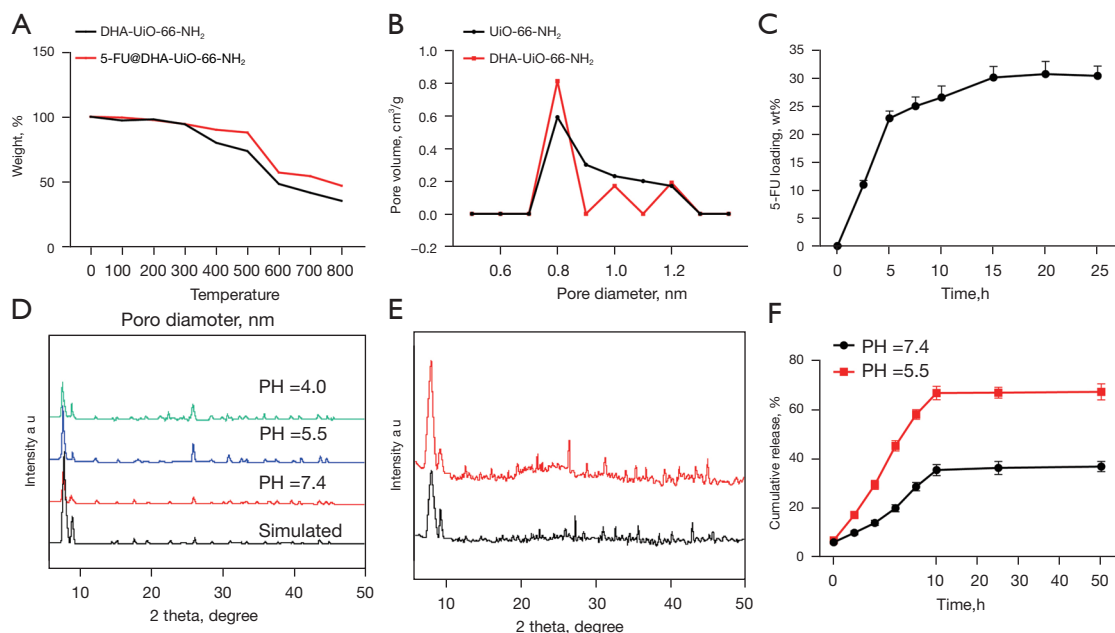 A
DHA-UiO-66-NH₂
5-FU@DHA-UiO-66-NH₂
150
100
50
0
Weight, %
0 100 200 300 400 500 600 700 800
Temperature
B
UiO-66-NH₂
DHA-UiO-66-NH₂
1.0
0.8
0.6
0.4
0.2
0.0
−0.2
Pore volume, cm³/g
0.6 0.8 1.0 1.2
Pore diameter, nm
C
35
30
25
20
15
10
5
0
5-FU loading, wt%
0 5 10 15 20 25
Time,h
D
Poro diamoter, nm
PH =4.0
PH =5.5
PH =7.4
Simulated
Intensity a u
10 20 30 40 50
2 theta, degree
E
Intensity a u
10 20 30 40 50
2 theta, degree
F
PH =7.4
PH =5.5
80
60
40
20
0
Cumulative release, %
0 10 20 30 40 50
Time,h